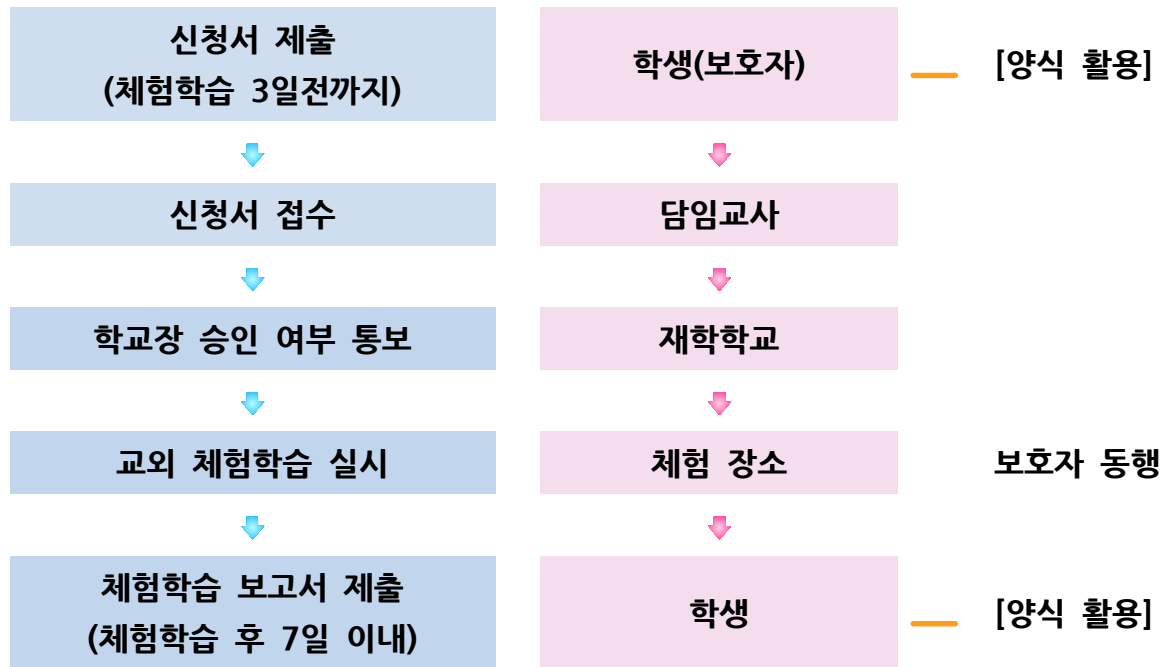 신청서 제출
(체험학습 3일전까지)
학생(보호자)
[양식 활용]
신청서 접수
담임교사
학교장 승인 여부 통보
재학학교
교외 체험학습 실시
체험 장소
보호자 동행
체험학습 보고서 제출
(체험학습 후 7일 이내)
학생
[양식 활용]